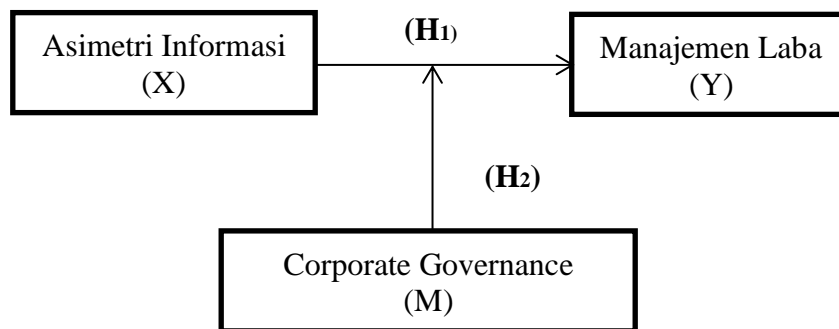 (H1)
Asimetri Informasi
(X)
Manajemen Laba
(Y)
(H2)
Corporate Governance
(M)